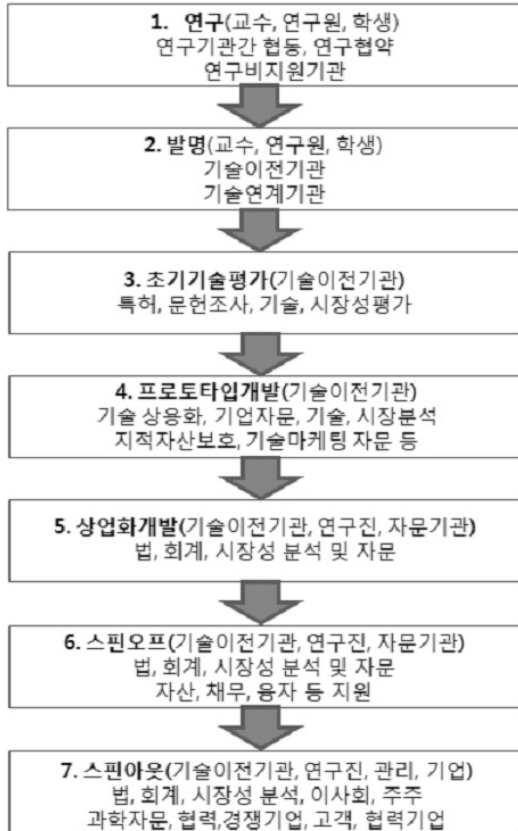 1. 연구(교수, 연구원, 학생)
연구기관간 협동, 연구협약
연구비지원기관
2. 발명(교수, 연구원, 학생)
기술이전기관
기술연계기관
3. 초기기술평가(기술이전기관)
특허, 문헌조사, 기술, 시장성평가
4. 프로토타입개발(기술이전기관)
기술 상용화, 기업자문, 기술, 시장분석
지적자산보호, 기술마케팅 자문 등
5. 상업화개발(기술이전기관, 연구진, 자문기관)
법, 회계, 시장성 분석 및 자문
6. 스핀오프(기술이전기관, 연구진, 자문기관)
법, 회계, 시장성 분석 및 자문
자산, 채무, 융자 등 지원
7. 스핀아웃(기술이전기관, 연구진, 관리, 기업)
법, 회계, 시장성 분석, 이사회, 주주
과학자문, 협력,경쟁기업, 고객, 협력기업